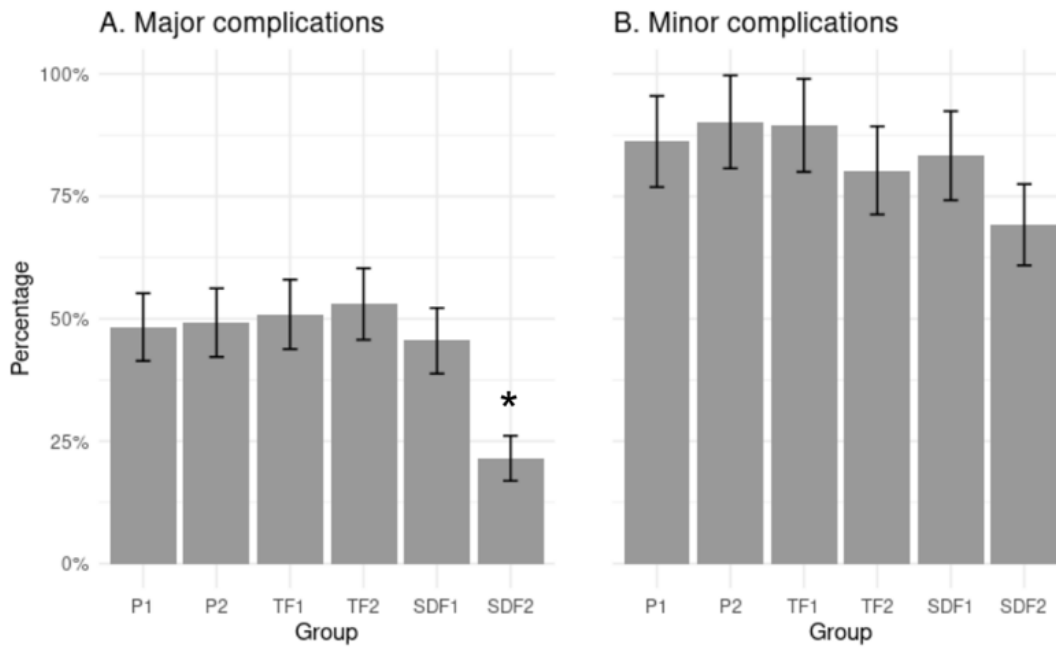 A. Major complications
B. Minor complications
Percentage
100%
75%
50%
25%
0%
*
P1 P2 TF1 TF2 SDF1 SDF2
P1 P2 TF1 TF2 SDF1 SDF2
Group
Group